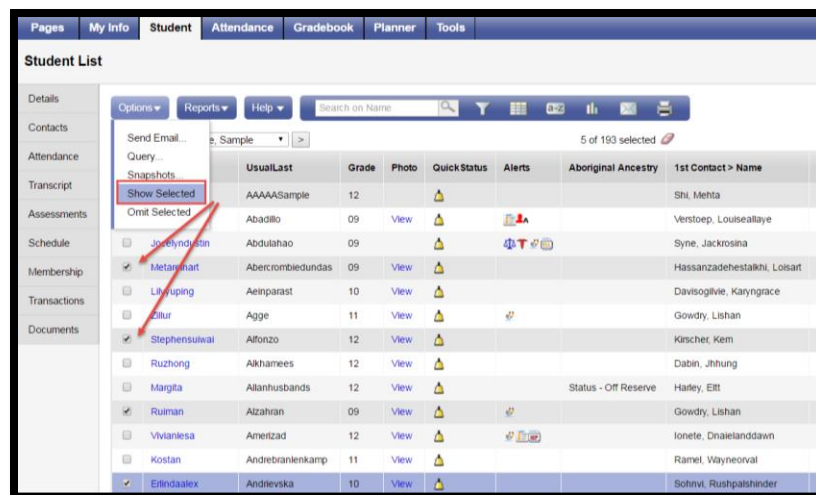 Pages My Info Student Attendance Gradebook Planner Tools
Student List
Details
Contacts
Attendance
Transcript
Assessments
Schedule
Membership
Transactions
Documents
Options Reports Help Search on Name
Send Email...
Query...
Snapshots...
Show Selected
Omit Selected
e, Sample > 5 of 193 selected
UsualLast Grade Photo QuickStatus Alerts Aboriginal Ancestry 1st Contact > Name
AAAAASample 12 Shi, Mehta
Abadillo 09 View Verstoep, Louiseallaye
Jocelyndustin Abdulahao 09 Syne, Jackrosina
Abercrombiedundas 09 View Hassanzadehestalkhi, Loisart
Aeinparast 10 View Davisogilvie, Karyngrace
Zillur Agge 11 View Gowdry, Lishan
Stephensuiwai Alfonzo 12 View Kirscher, Kem
Ruzhong Alkhamees 12 View Dabin, Jhhung
Margita Allanhusbands 12 View Status - Off Reserve Harley, Eltt
Ruiman Alzahran 09 View Gowdry, Lishan
Vivianlesa Amerizad 12 View Ionete, Dnaielanddawn
Kostan Andrebranlenkamp 11 View Ramel, Wayneorval
Erlindaalex Andrievska 10 View Sohnvi, Rushpalshinder